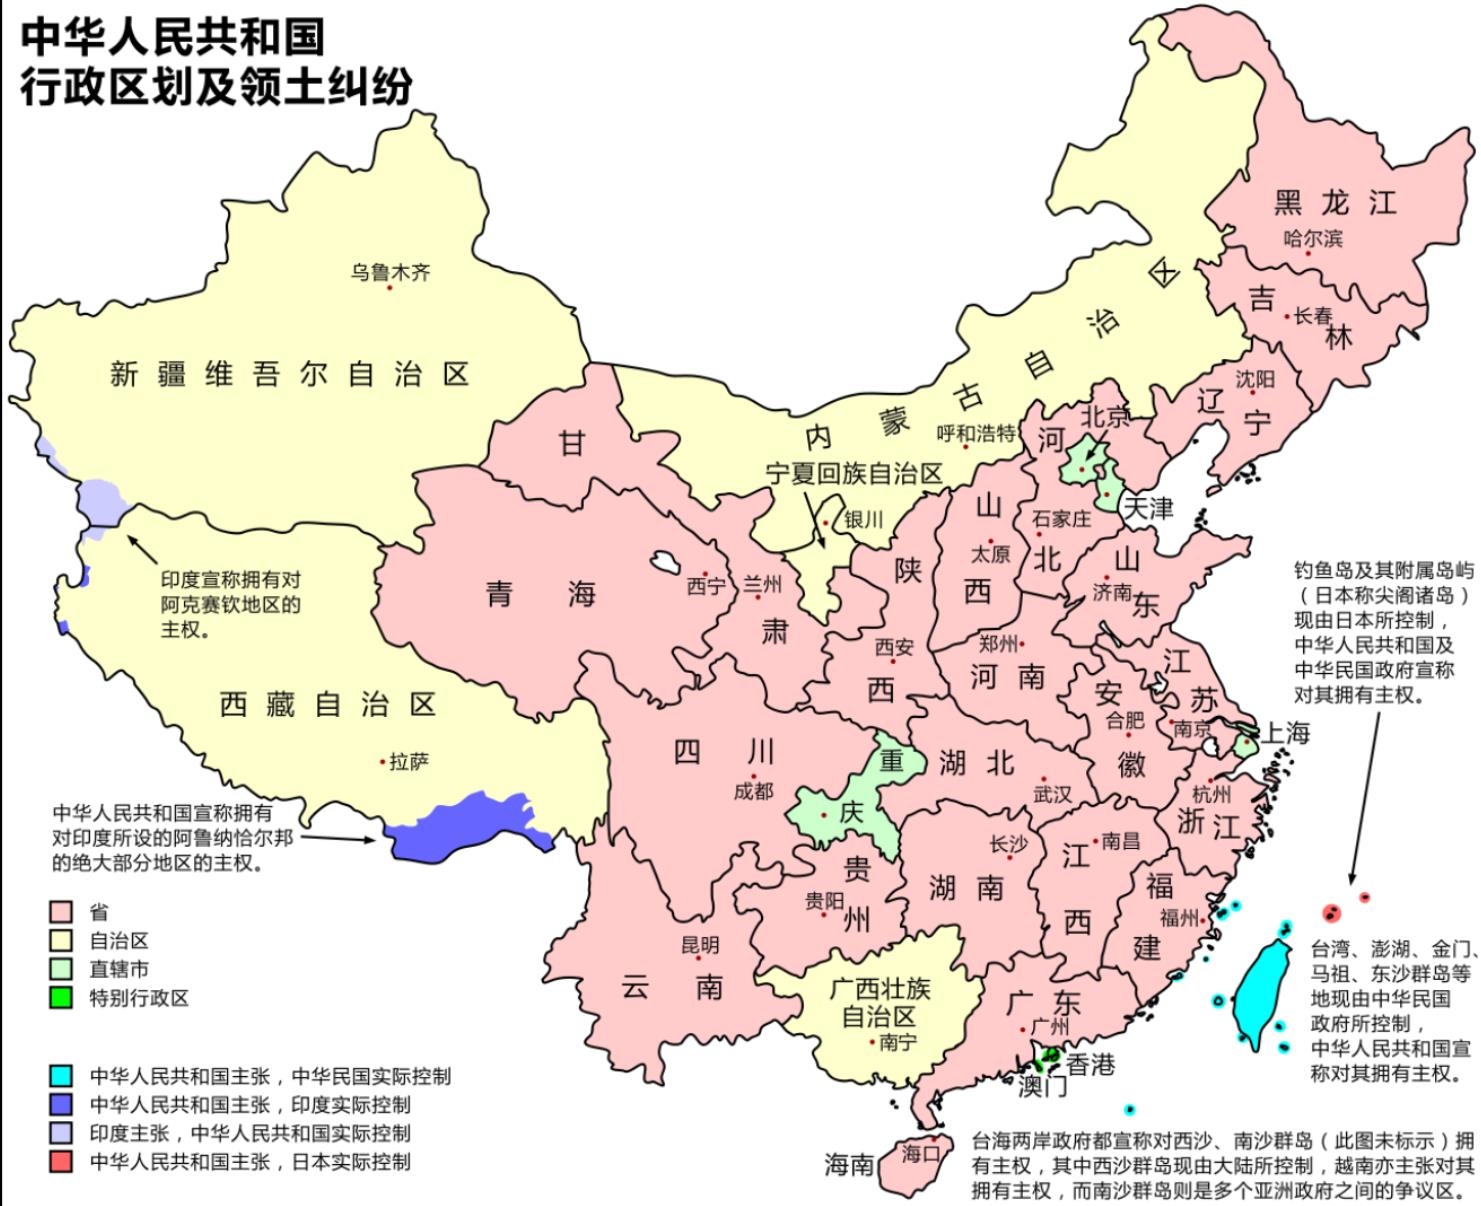 中华人民共和国
行政区划及领土纠纷
黑龙江
哈尔滨
乌鲁木齐
新疆维吾尔自治区
吉林
长春
内蒙古自治区
呼和浩特
沈阳
辽宁
北京
天津
河北
石家庄
甘肃
兰州
宁夏回族自治区
银川
山西
太原
陕西
西安
山东
济南
青海
西宁
印度宣称拥有对
阿克赛钦地区的
主权。
钓鱼岛及其附属岛屿
（日本称尖阁诸岛）
现由日本所控制，
中华人民共和国及
中华民国政府宣称
对其拥有主权。
郑州
河南
江苏
南京
安徽
合肥
上海
西藏自治区
拉萨
四川
成都
重庆
湖北
武汉
杭州
浙江
中华人民共和国宣称拥有
对印度所设的阿鲁纳恰尔邦
的绝大部分地区的主权。
贵州
贵阳
长沙
湖南
南昌
江西
福建
福州
昆明
云南
广西壮族
自治区
南宁
广东
广州
香港
澳门
海南
海口
台湾、澎湖、金门、
马祖、东沙群岛等
地现由中华民国
政府所控制，
中华人民共和国宣
称对其拥有主权。
省
自治区
直辖市
特别行政区
中华人民共和国主张，中华民国实际控制
中华人民共和国主张，印度实际控制
印度主张，中华人民共和国实际控制
中华人民共和国主张，日本实际控制
台海两岸政府都宣称对西沙、南沙群岛（此图未标示）拥
有主权，其中西沙群岛现由大陆所控制，越南亦主张对其
拥有主权，而南沙群岛则是多个亚洲政府之间的争议区。